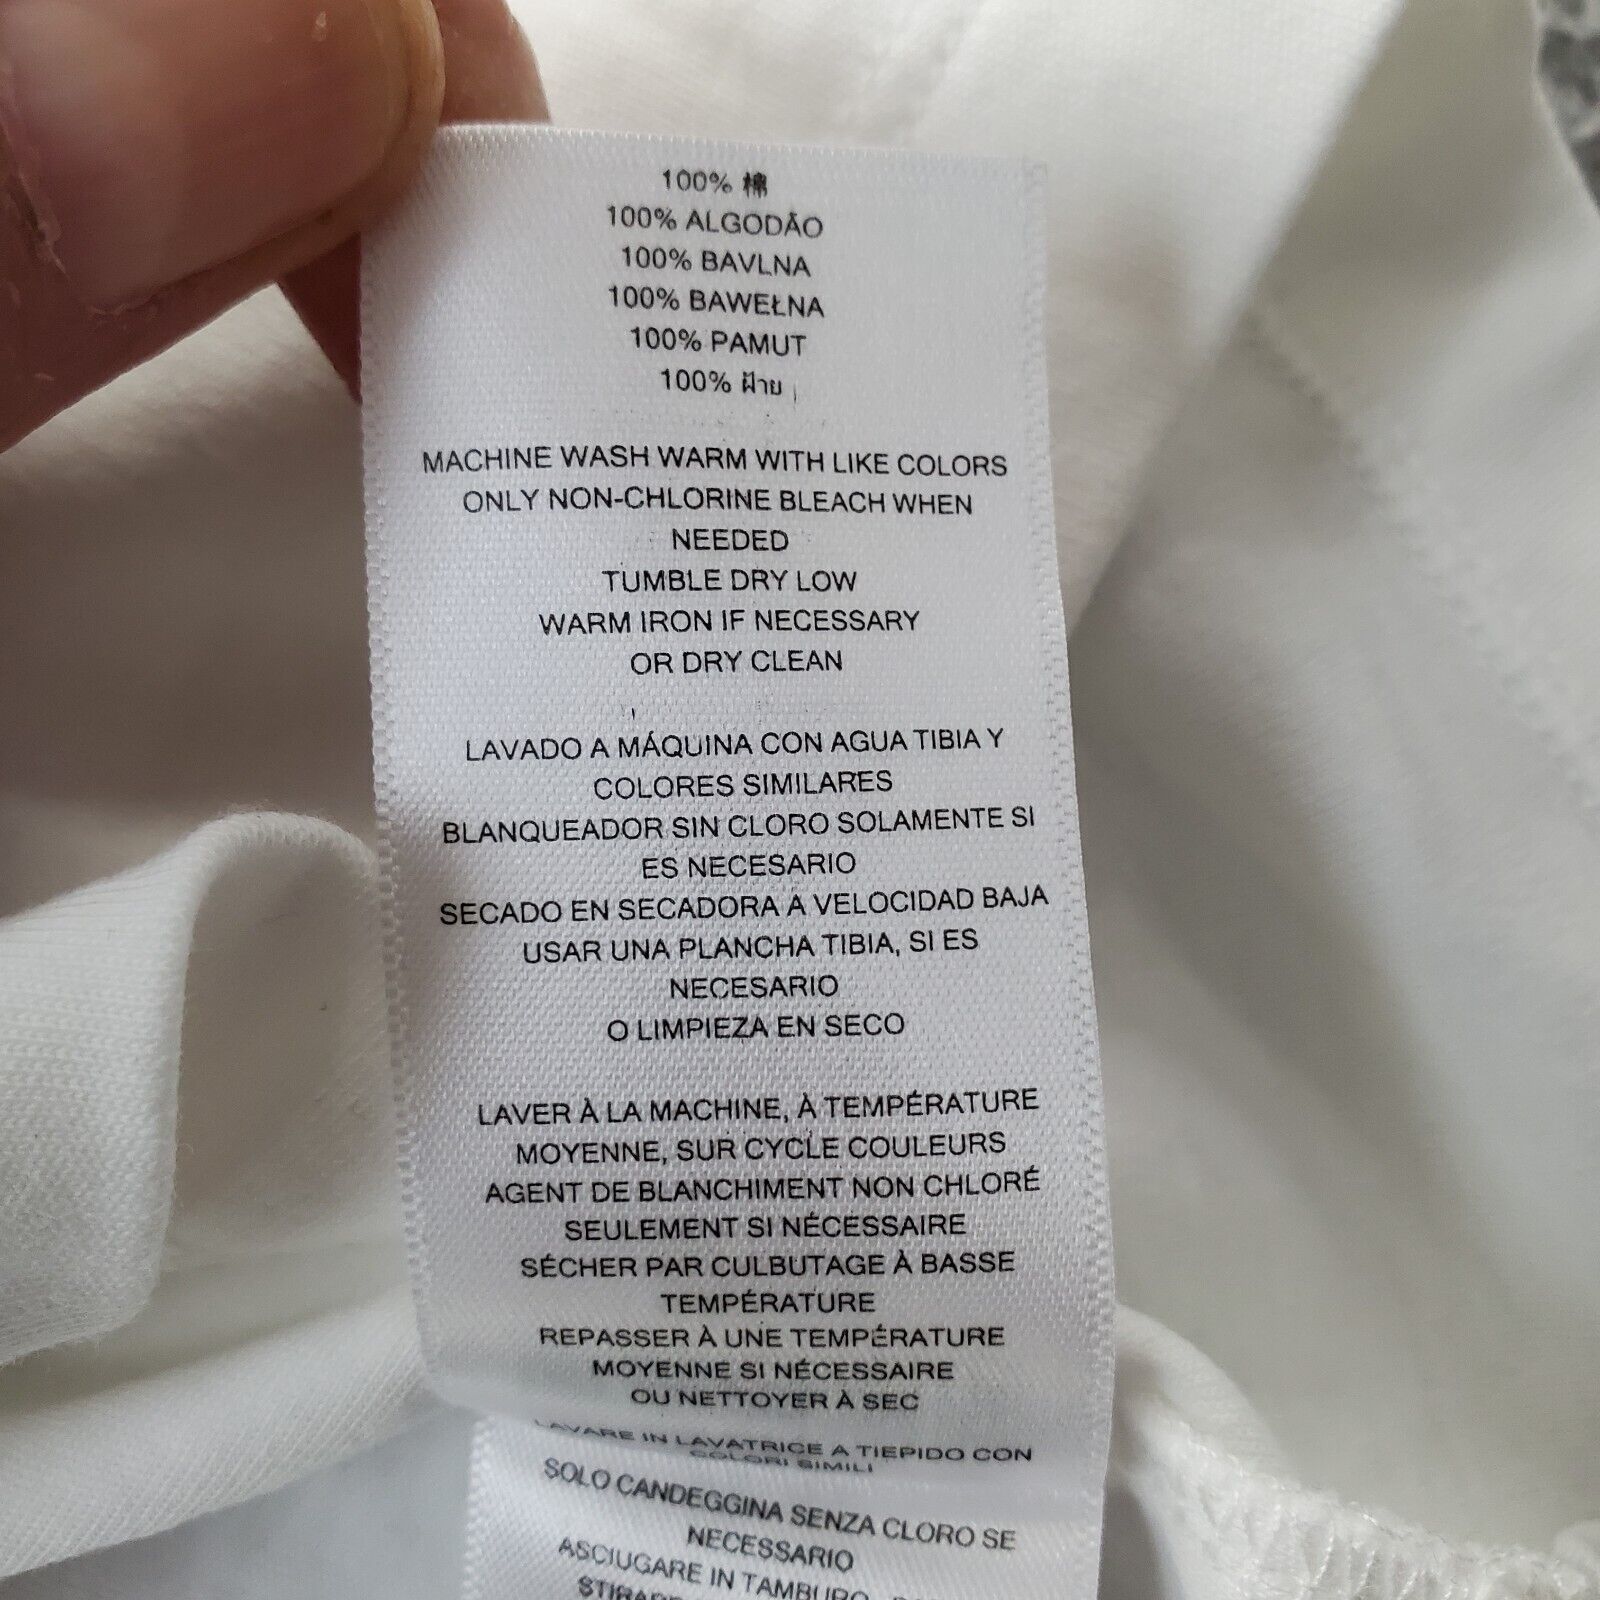 100% 棉
100% ALGODÃO
100% BAVLNA
100% BAWEŁNA
100% PAMUT
100% ฝ้าย
MACHINE WASH WARM WITH LIKE COLORS
ONLY NON-CHLORINE BLEACH WHEN
NEEDED
TUMBLE DRY LOW
WARM IRON IF NECESSARY
OR DRY CLEAN
LAVADO A MÁQUINA CON AGUA TIBIA Y
COLORES SIMILARES
BLANQUEADOR SIN CLORO SOLAMENTE SI
ES NECESARIO
SECADO EN SECADORA A VELOCIDAD BAJA
USAR UNA PLANCHA TIBIA, SI ES
NECESARIO
O LIMPIEZA EN SECO
LAVER À LA MACHINE, À TEMPÉRATURE
MOYENNE, SUR CYCLE COULEURS
AGENT DE BLANCHIMENT NON CHLORÉ
SEULEMENT SI NÉCESSAIRE
SÉCHER PAR CULBUTAGE À BASSE
TEMPÉRATURE
REPASSER À UNE TEMPÉRATURE
MOYENNE SI NÉCESSAIRE
OU NETTOYER À SEC
LAVARE IN LAVATRICE A TIEPIDO CON
COLORI SIMILI
SOLO CANDEGGINA SENZA CLORO SE
NECESSARIO
ASCIUGARE IN TAMBURO